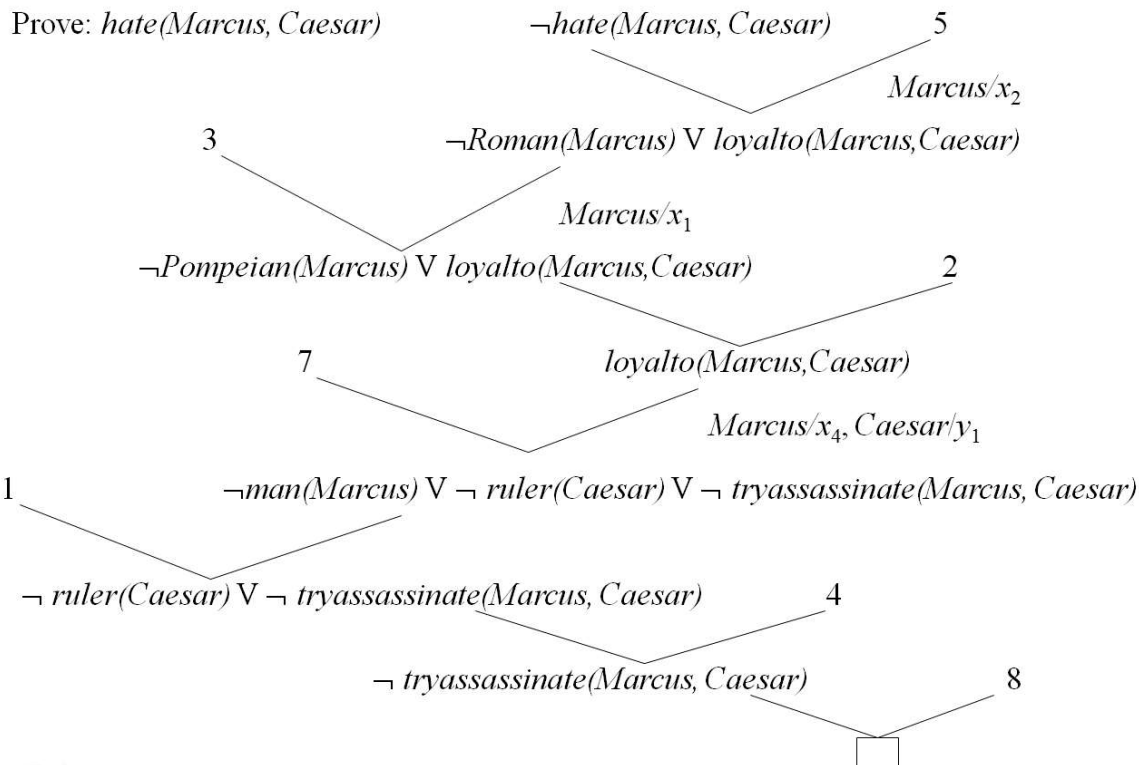 Prove: hate(Marcus, Caesar) ¬hate(Marcus, Caesar) 5
Marcus/x₂
3 ¬Roman(Marcus) V loyalto(Marcus,Caesar)
Marcus/x₁
¬Pompeian(Marcus) V loyalto(Marcus,Caesar) 2
7 loyalto(Marcus,Caesar)
Marcus/x₄, Caesar/y₁
1 ¬man(Marcus) V ¬ ruler(Caesar) V ¬ tryassassinate(Marcus, Caesar)
¬ ruler(Caesar) V ¬ tryassassinate(Marcus, Caesar) 4
¬ tryassassinate(Marcus, Caesar) 8